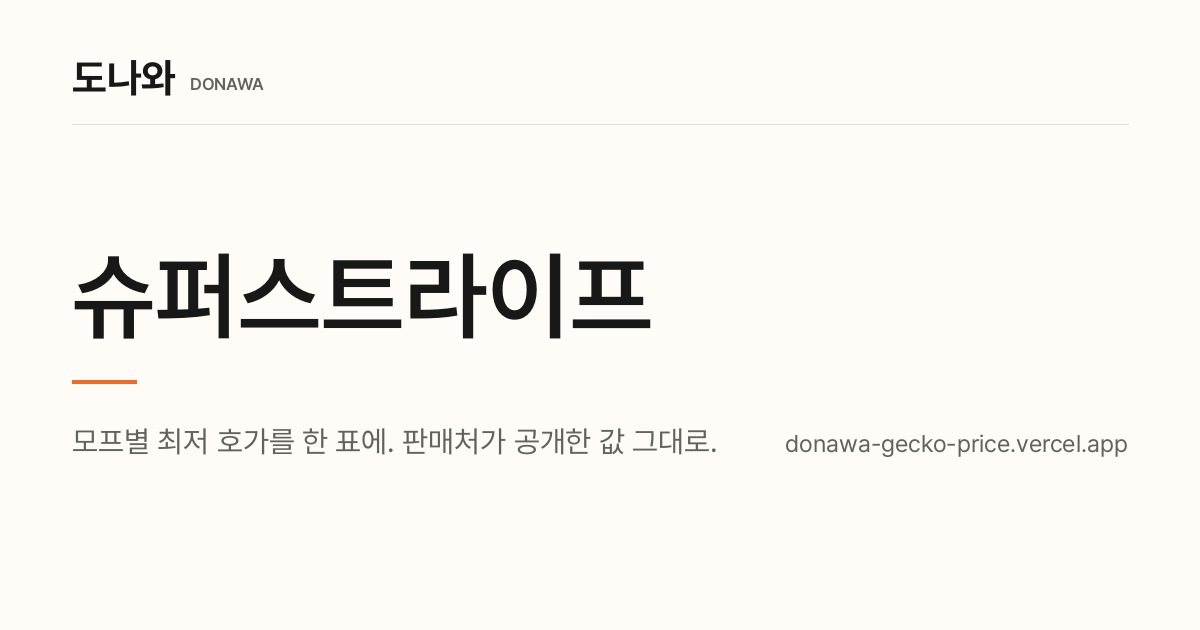 도나와 DONAWA
슈퍼스트라이프
모프별 최저 호가를 한 표에. 판매처가 공개한 값 그대로. donawa-gecko-price.vercel.app